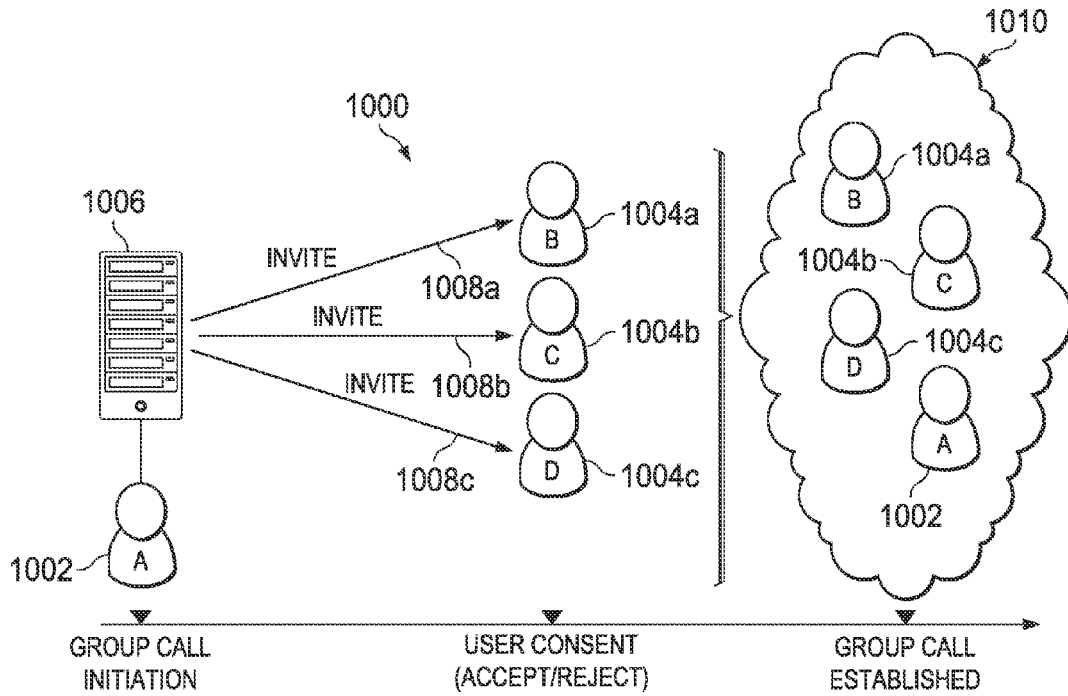 1010
1000
1004a
B
1006
1004a
B
INVITE
1008a
1004b
C
INVITE
1004b
C
1008b
1004c
D
INVITE
1008c
D
1004c
A
1002
1002
A
GROUP CALL
INITIATION
USER CONSENT
(ACCEPT/REJECT)
GROUP CALL
ESTABLISHED